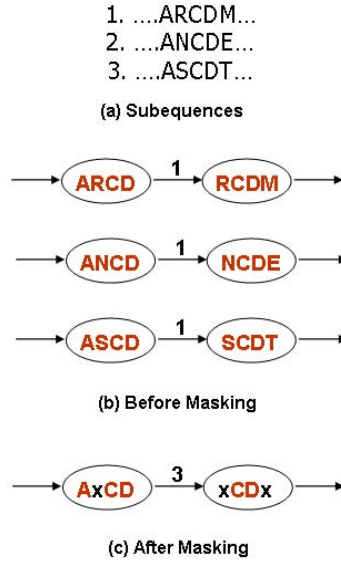 1. ....ARCDM...
2. ....ANCDE...
3. ....ASCDT...
(a) Subequences
ARCD 1 RCDM
ANCD 1 NCDE
ASCD 1 SCDT
(b) Before Masking
AxCD 3 xCDx
(c) After Masking